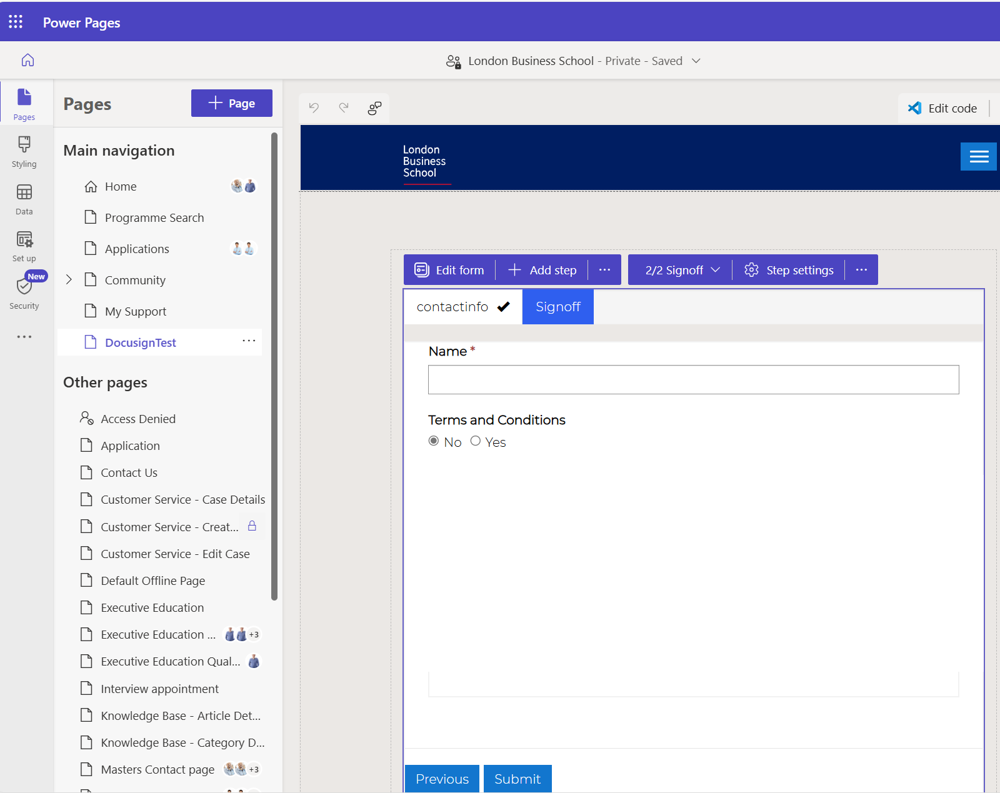 Power Pages
London Business School - Private - Saved
Pages
Styling
Data
Set up
New
Security
Pages
Page
Main navigation
Home
Programme Search
Applications
Community
My Support
DocusignTest
Other pages
Access Denied
Application
Contact Us
Customer Service - Case Details
Customer Service - Creat...
Customer Service - Edit Case
Default Offline Page
Executive Education
Executive Education ... +3
Executive Education Qual...
Interview appointment
Knowledge Base - Article Det...
Knowledge Base - Category D...
Masters Contact page +3
Edit code
London
Business
School
Edit form Add step 2/2 Signoff Step settings
contactinfo Signoff
Name *
Terms and Conditions
No Yes
Previous Submit